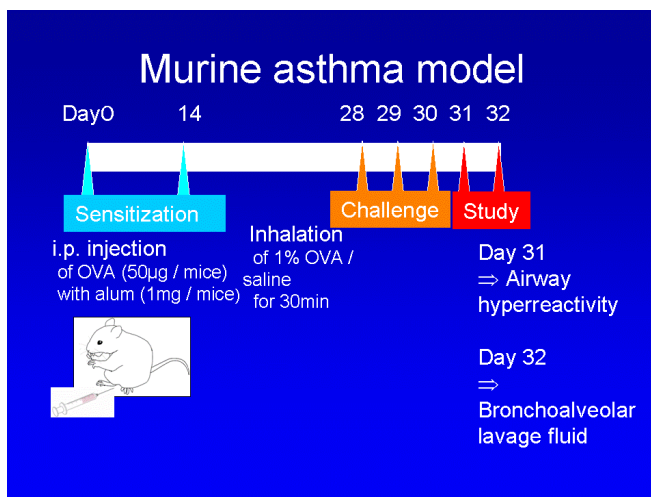 Murine asthma model
Day0 14 28 29 30 31 32
Sensitization Challenge Study
i.p. injection
of OVA (50µg / mice)
with alum (1mg / mice)
Inhalation
of 1% OVA /
saline
for 30min
Day 31
⇒ Airway
hyperreactivity
Day 32
⇒
Bronchoalveolar
lavage fluid